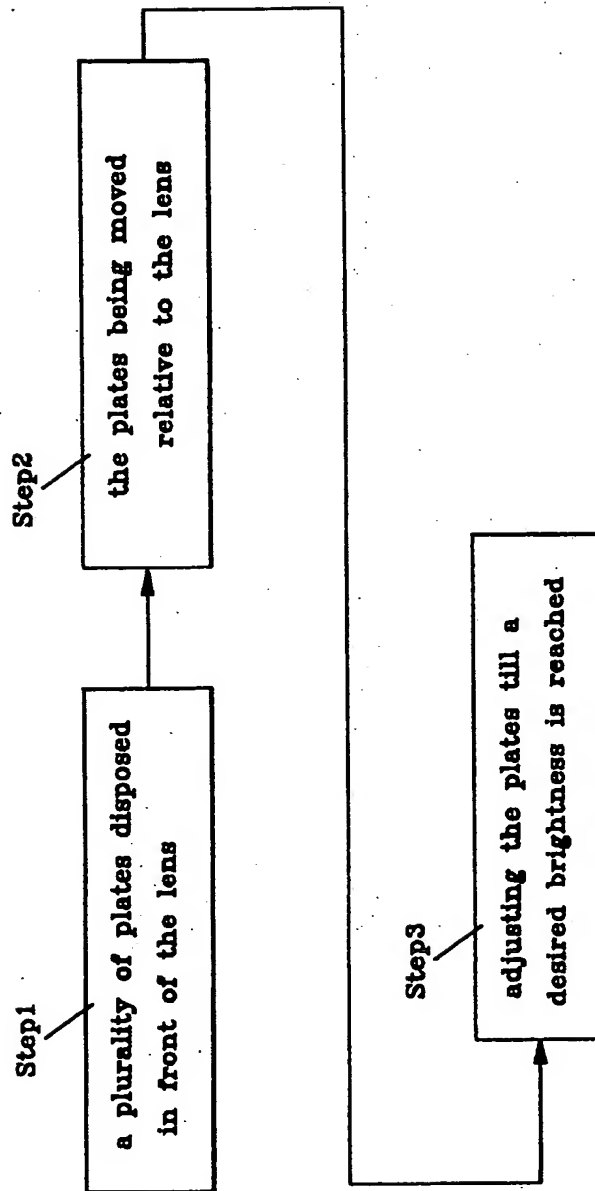 Step1
a plurality of plates disposed
in front of the lens
Step2
the plates being moved
relative to the lens
Step3
adjusting the plates till a
desired brightness is reached